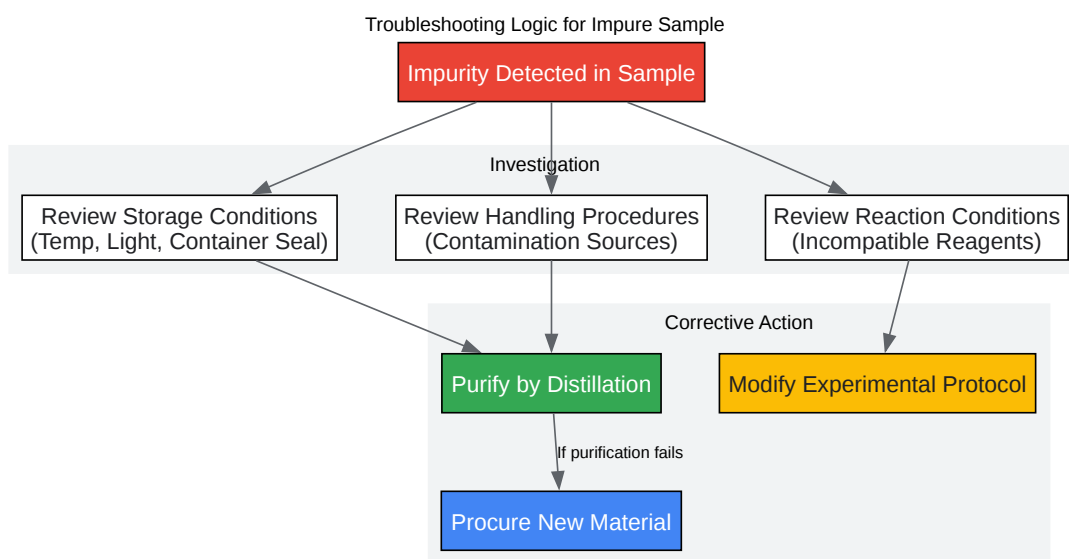 Troubleshooting Logic for Impure Sample
Impurity Detected in Sample
Investigation
Review Storage Conditions
(Temp, Light, Container Seal)
Review Handling Procedures
(Contamination Sources)
Review Reaction Conditions
(Incompatible Reagents)
Corrective Action
Purify by Distillation
Modify Experimental Protocol
If purification fails
Procure New Material